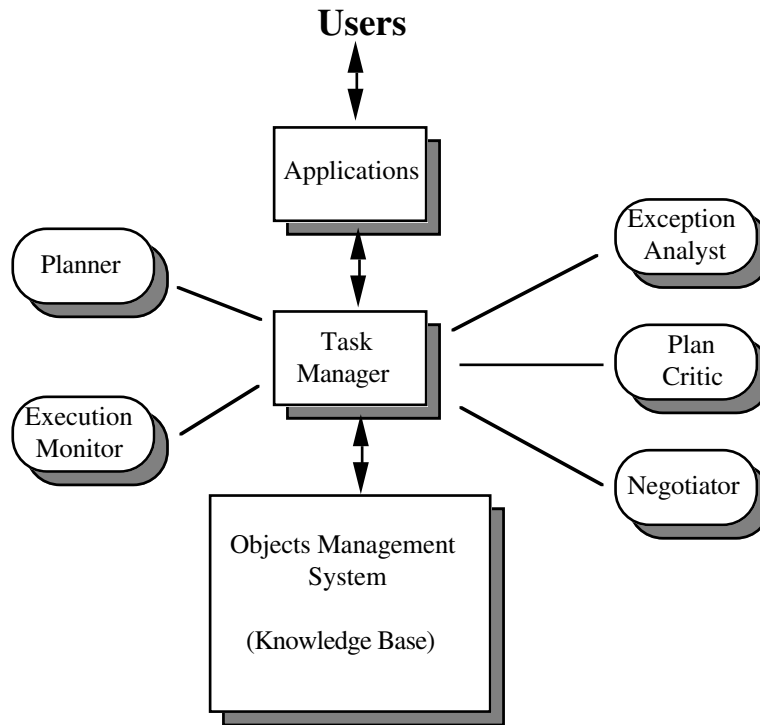 Users
Applications
Planner
Exception
Analyst
Task
Manager
Plan
Critic
Execution
Monitor
Negotiator
Objects Management
System
(Knowledge Base)